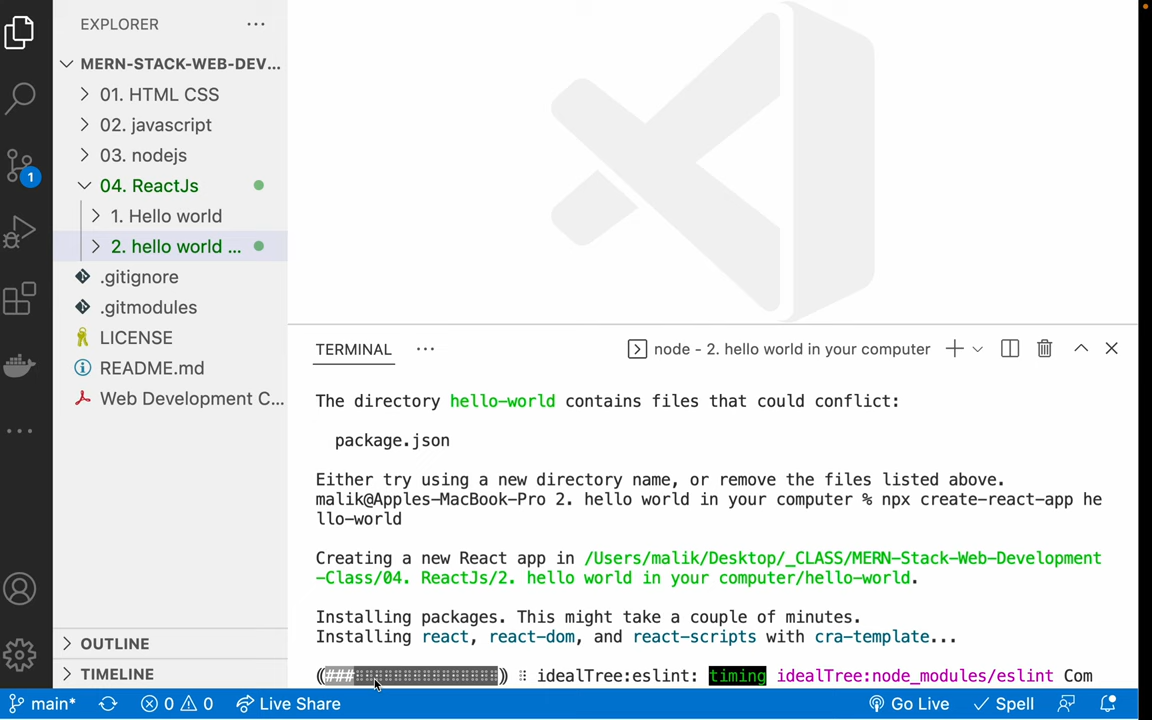 EXPLORER
MERN-STACK-WEB-DEV...
01. HTML CSS
02. javascript
03. nodejs
1
04. ReactJs
1. Hello world
2. hello world ...
.gitignore
.gitmodules
LICENSE
README.md
Web Development C...
OUTLINE
TIMELINE
TERMINAL
node - 2. hello world in your computer
The directory hello-world contains files that could conflict:
package.json
Either try using a new directory name, or remove the files listed above.
malik@Apples-MacBook-Pro 2. hello world in your computer % npx create-react-app he
llo-world
Creating a new React app in /Users/malik/Desktop/_CLASS/MERN-Stack-Web-Development
-Class/04. ReactJs/2. hello world in your computer/hello-world.
Installing packages. This might take a couple of minutes.
Installing react, react-dom, and react-scripts with cra-template...
(###⠂⠂⠂⠂⠂⠂⠂⠂⠂⠂⠂⠂⠂⠂⠂) ⠸ idealTree:eslint: timing idealTree:node_modules/eslint Com
main* 0 0 Live Share Go Live Spell